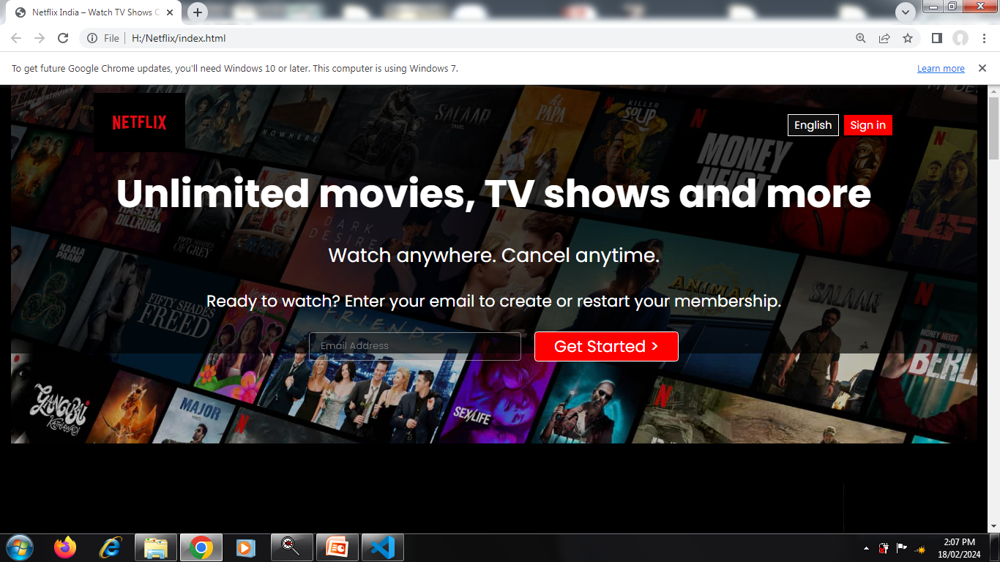 Netflix India – Watch TV Shows O
File
H:/Netflix/index.html
To get future Google Chrome updates, you'll need Windows 10 or later. This computer is using Windows 7.
Learn more
NETFLIX
English
Sign in
NOWHERE
SALAAR
TAMIL
hi PAPA
KILLER
SOUP
MONEY
HEIST
Unlimited movies, TV shows and more
HASEEN
DILLRUBA
FIFTY SHADES
OF GREY
DARK
DESIRE
KAALA
PAANI
Watch anywhere. Cancel anytime.
ANIMAL
SALAAR
FIFTY SHADES
FREED
Ready to watch? Enter your email to create or restart your membership.
FRIENDS
Email Address
Get Started >
MONEY HEIST
BERLIN
GANGUBAI
KATHIAWADI
MAJOR
HINDI
SEX/LIFE
2:07 PM
18/02/2024